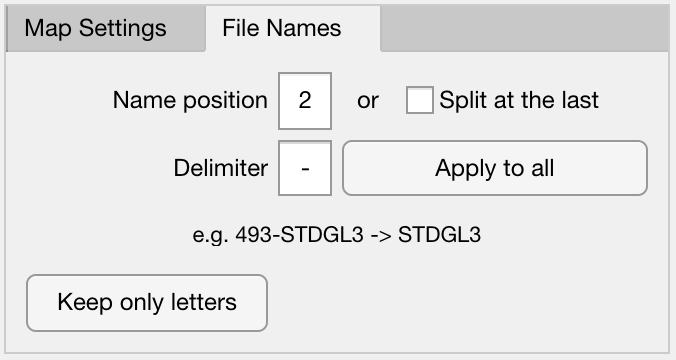 Map Settings File Names
Name position 2 or Split at the last
Delimiter - Apply to all
e.g. 493-STDGL3 -> STDGL3
Keep only letters